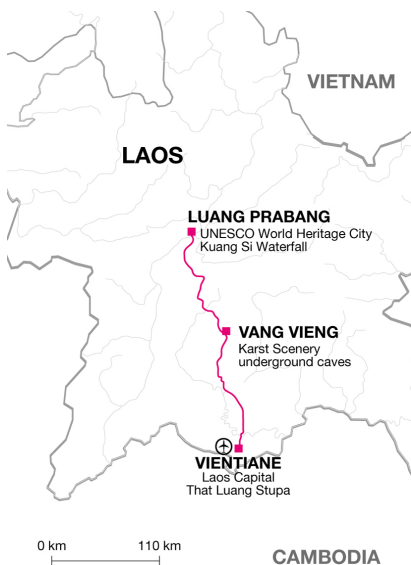 VIETNAM
LAOS
LUANG PRABANG
UNESCO World Heritage City
Kuang Si Waterfall
VANG VIENG
Karst Scenery
underground caves
VIENTIANE
Laos Capital
That Luang Stupa
0 km
110 km
CAMBODIA